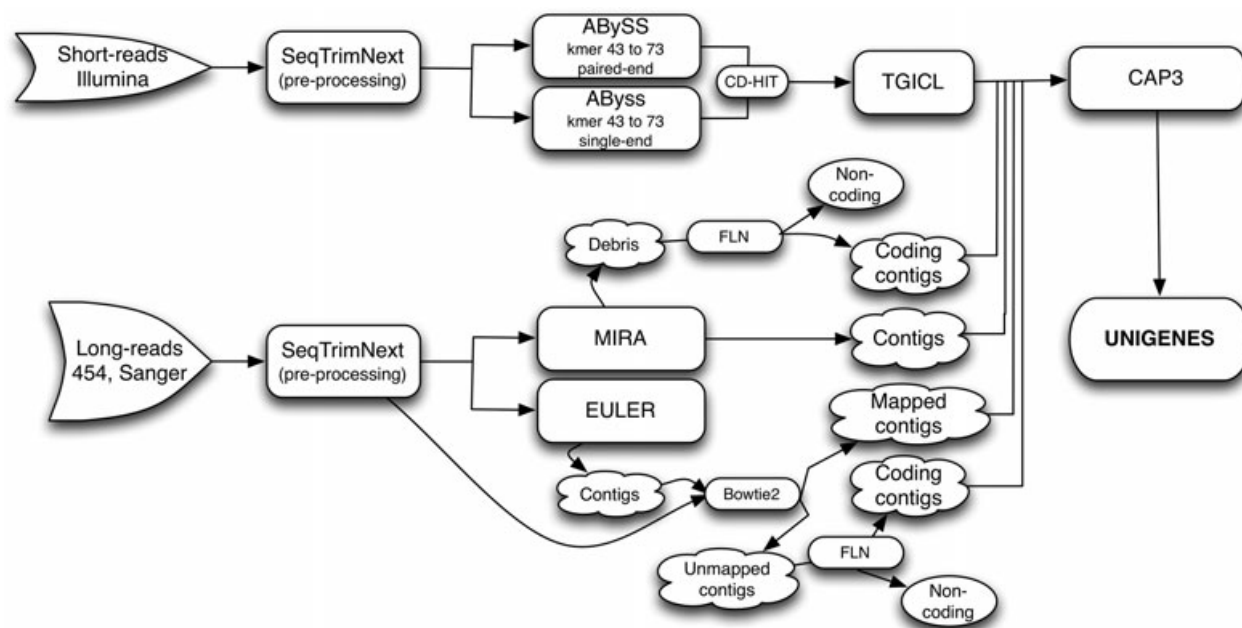 Short-reads
Illumina
SeqTrimNext
(pre-processing)
ABySS
kmer 43 to 73
paired-end
AByss
kmer 43 to 73
single-end
CD-HIT
TGICL
CAP3
Non-
coding
Debris
FLN
Coding
contigs
Long-reads
454, Sanger
SeqTrimNext
(pre-processing)
MIRA
Contigs
UNIGENES
EULER
Mapped
contigs
Contigs
Bowtie2
Coding
contigs
Unmapped
contigs
FLN
Non-
coding